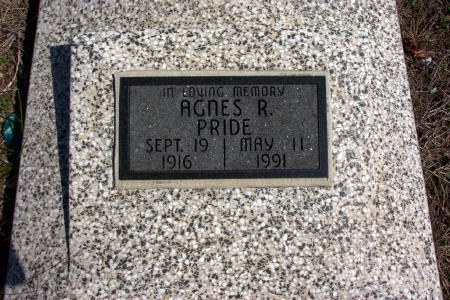 IN LOVING MEMORY
AGNES R.
PRIDE
SEPT. 19 MAY 11
1916 1991